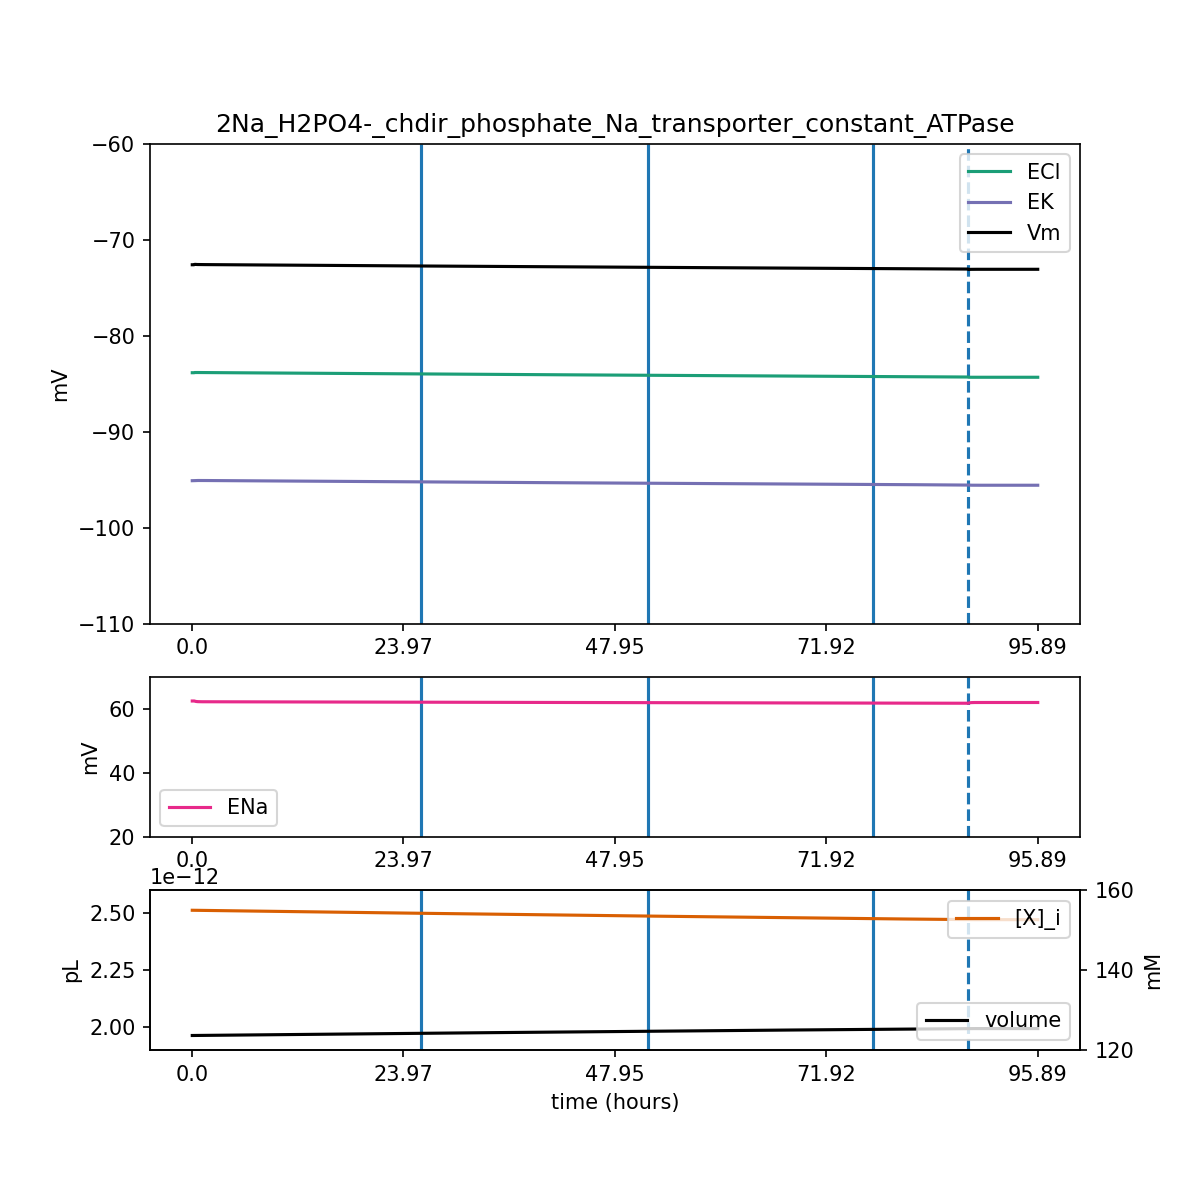 2Na_H2PO4-_chdir_phosphate_Na_transporter_constant_ATPase
−60
−70
−80
−90
−100
−110
mV
ECl
EK
Vm
0.0 23.97 47.95 71.92 95.89
60
40
20
mV
ENa
0.0 23.97 47.95 71.92 95.89
1e−12
2.50
2.25
2.00
pL
[X]_i
volume
160
140
120
mM
0.0 23.97 47.95 71.92 95.89
time (hours)